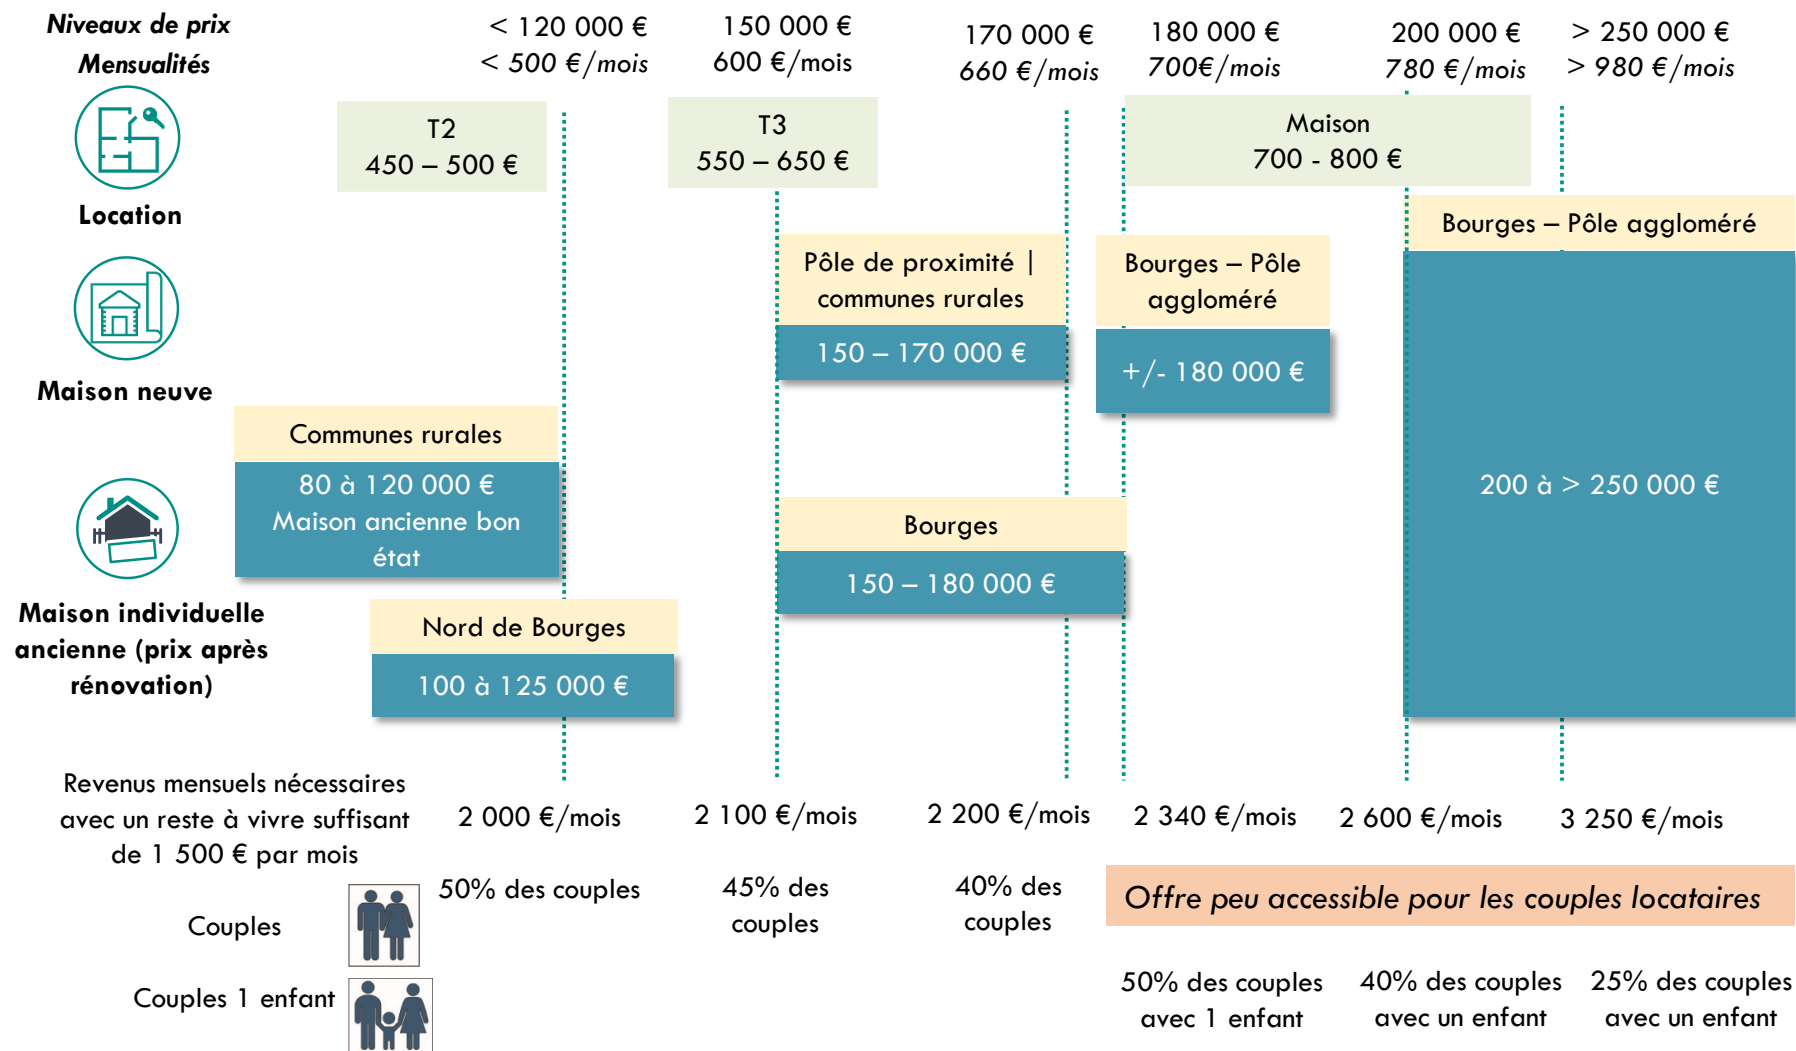 Niveaux de prix
Mensualités
< 120 000 €
< 500 €/mois
150 000 €
600 €/mois
170 000 €
660 €/mois
180 000 €
700€/mois
200 000 €
780 €/mois
> 250 000 €
> 980 €/mois
Location
T2
450 – 500 €
T3
550 – 650 €
Maison
700 - 800 €
Maison neuve
Pôle de proximité |
communes rurales
150 – 170 000 €
Bourges – Pôle
aggloméré
+/- 180 000 €
Bourges – Pôle aggloméré
200 à > 250 000 €
Maison individuelle
ancienne (prix après
rénovation)
Communes rurales
80 à 120 000 €
Maison ancienne bon
état
Nord de Bourges
100 à 125 000 €
Bourges
150 – 180 000 €
Revenus mensuels nécessaires
avec un reste à vivre suffisant
de 1 500 € par mois
2 000 €/mois
2 100 €/mois
2 200 €/mois
2 340 €/mois
2 600 €/mois
3 250 €/mois
Couples
50% des couples
45% des
couples
40% des
couples
Offre peu accessible pour les couples locataires
Couples 1 enfant
50% des couples
avec 1 enfant
40% des couples
avec un enfant
25% des couples
avec un enfant